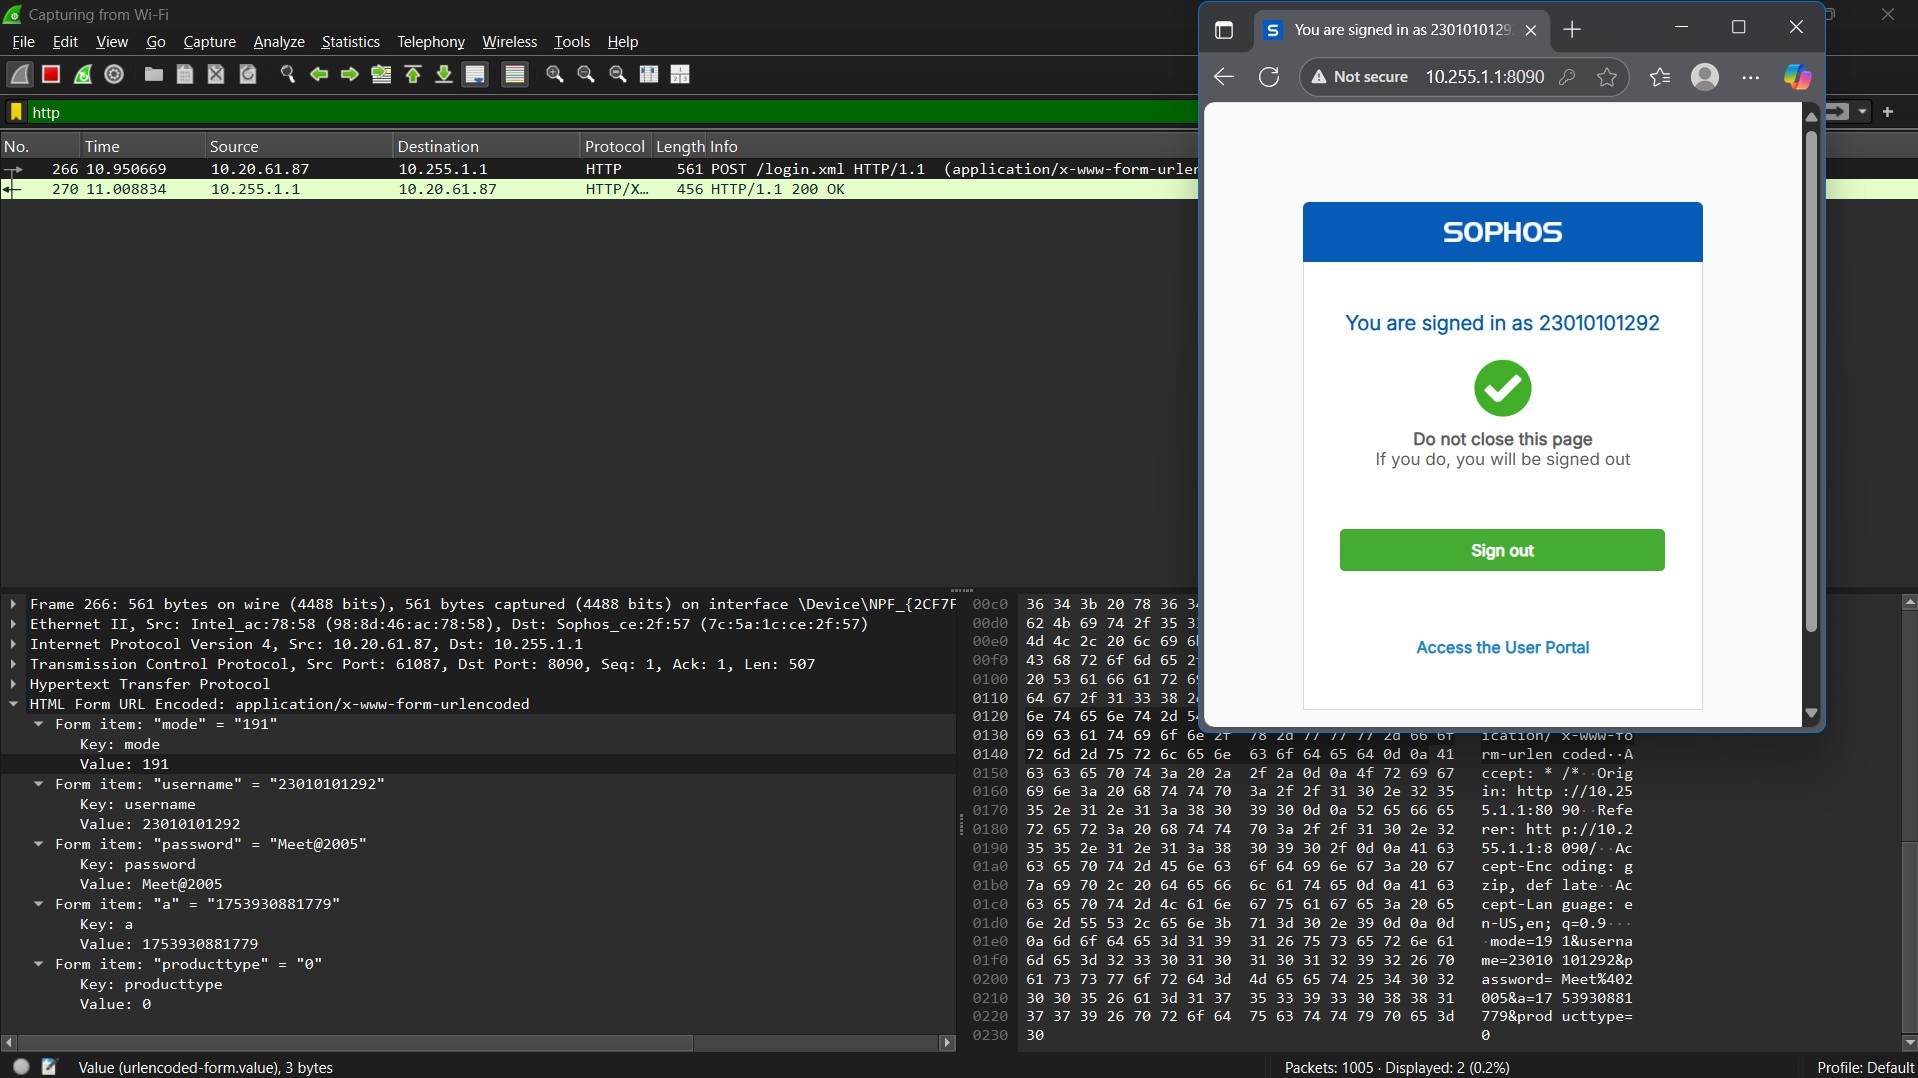 Capturing from Wi-Fi
File Edit View Go Capture Analyze Statistics Telephony Wireless Tools Help
http
No. Time Source Destination Protocol Length Info
266 10.950669 10.20.61.87 10.255.1.1 HTTP 561 POST /login.xml HTTP/1.1 (application/x-www-form-urlen
270 11.008834 10.255.1.1 10.20.61.87 HTTP/X… 456 HTTP/1.1 200 OK
You are signed in as 2301010129
Not secure 10.255.1.1:8090
SOPHOS
You are signed in as 23010101292
Do not close this page
If you do, you will be signed out
Sign out
Access the User Portal
Frame 266: 561 bytes on wire (4488 bits), 561 bytes captured (4488 bits) on interface \Device\NPF_{2CF7F
Ethernet II, Src: Intel_ac:78:58 (98:8d:46:ac:78:58), Dst: Sophos_ce:2f:57 (7c:5a:1c:ce:2f:57)
Internet Protocol Version 4, Src: 10.20.61.87, Dst: 10.255.1.1
Transmission Control Protocol, Src Port: 61087, Dst Port: 8090, Seq: 1, Ack: 1, Len: 507
Hypertext Transfer Protocol
HTML Form URL Encoded: application/x-www-form-urlencoded
Form item: "mode" = "191"
Key: mode
Value: 191
Form item: "username" = "23010101292"
Key: username
Value: 23010101292
Form item: "password" = "Meet@2005"
Key: password
Value: Meet@2005
Form item: "a" = "1753930881779"
Key: a
Value: 1753930881779
Form item: "producttype" = "0"
Key: producttype
Value: 0
00c0 36 34 3b 20 78 36
00d0 62 4b 69 74 2f 35
00e0 4d 4c 2c 20 6c 69
00f0 43 68 72 6f 6d 65
0100 20 53 61 66 61 72
0110 64 67 2f 31 33 38
0120 6e 74 65 6e 74 2d
0130 69 63 61 74 69 6f 6e 2f 78 2d 77 77 77 2d 66 6f ication/ x-www-fo
0140 72 6d 2d 75 72 6c 65 6e 63 6f 64 65 64 0d 0a 41 rm-urlen coded··A
0150 63 63 65 70 74 3a 20 2a 2f 2a 0d 0a 4f 72 69 67 ccept: * /*··Orig
0160 69 6e 3a 20 68 74 74 70 3a 2f 2f 31 30 2e 32 35 in: http ://10.25
0170 35 2e 31 2e 31 3a 38 30 39 30 0d 0a 52 65 66 65 5.1.1:80 90··Refe
0180 72 65 72 3a 20 68 74 74 70 3a 2f 2f 31 30 2e 32 rer: htt p://10.2
0190 35 35 2e 31 2e 31 3a 38 30 39 30 2f 0d 0a 41 63 55.1.1:8 090/··Ac
01a0 63 65 70 74 2d 45 6e 63 6f 64 69 6e 67 3a 20 67 cept-Enc oding: g
01b0 7a 69 70 2c 20 64 65 66 6c 61 74 65 0d 0a 41 63 zip, def late··Ac
01c0 63 65 70 74 2d 4c 61 6e 67 75 61 67 65 3a 20 65 cept-Lan guage: e
01d0 6e 2d 55 53 2c 65 6e 3b 71 3d 30 2e 39 0d 0a 0d n-US,en; q=0.9···
01e0 0a 6d 6f 64 65 3d 31 39 31 26 75 73 65 72 6e 61 ·mode=19 1&userna
01f0 6d 65 3d 32 33 30 31 30 31 30 31 32 39 32 26 70 me=23010 101292&p
0200 61 73 73 77 6f 72 64 3d 4d 65 65 74 25 34 30 32 assword= Meet%402
0210 30 30 35 26 61 3d 31 37 35 33 39 33 30 38 38 31 005&a=17 53930881
0220 37 37 39 26 70 72 6f 64 75 63 74 74 79 70 65 3d 779&prod ucttype=
0230 30 0
Value (urlencoded-form.value), 3 bytes
Packets: 1005 · Displayed: 2 (0.2%)
Profile: Default